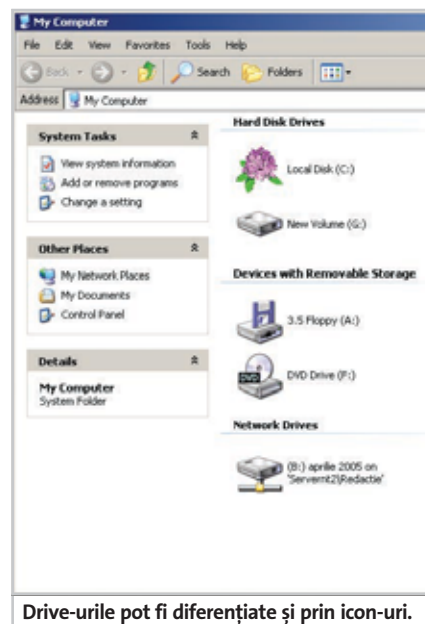 My Computer
File Edit View Favorites Tools Help
Back Search Folders
Address My Computer
System Tasks
View system information
Add or remove programs
Change a setting
Other Places
My Network Places
My Documents
Control Panel
Details
My Computer
System Folder
Hard Disk Drives
Local Disk (C:)
New Volume (G:)
Devices with Removable Storage
3.5 Floppy (A:)
DVD Drive (F:)
DVD
Network Drives
(B:) aprilie 2005 on
'Servernt2\Redactie'
Drive-urile pot fi diferențiate și prin icon-uri.